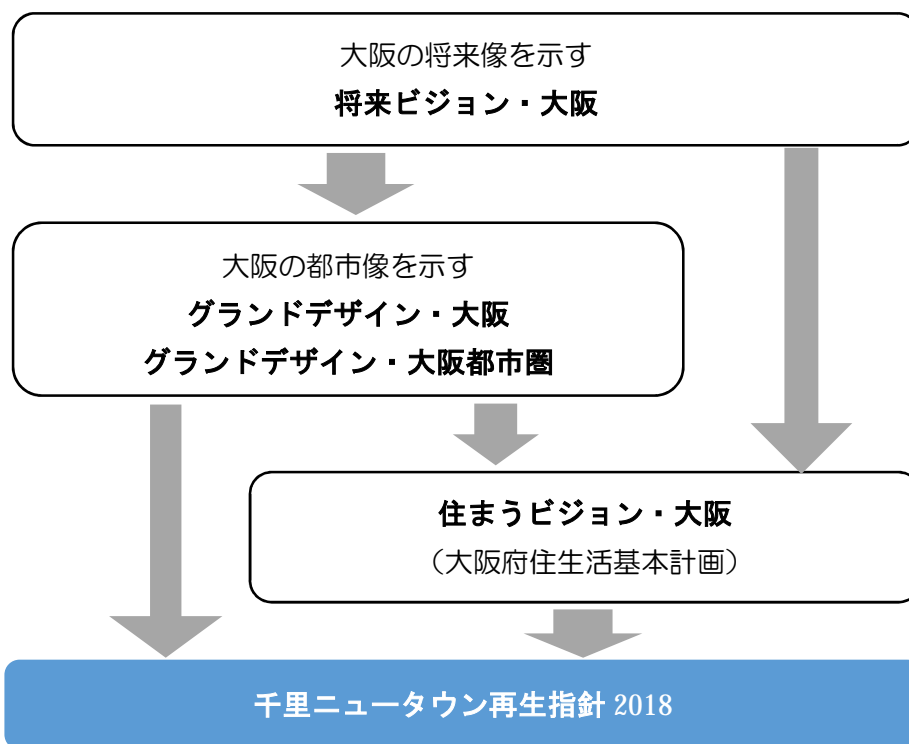 大阪の将来像を示す
将来ビジョン・大阪
大阪の都市像を示す
グランドデザイン・大阪
グランドデザイン・大阪都市圏
住まうビジョン・大阪
（大阪府住生活基本計画）
千里ニュータウン再生指針 2018